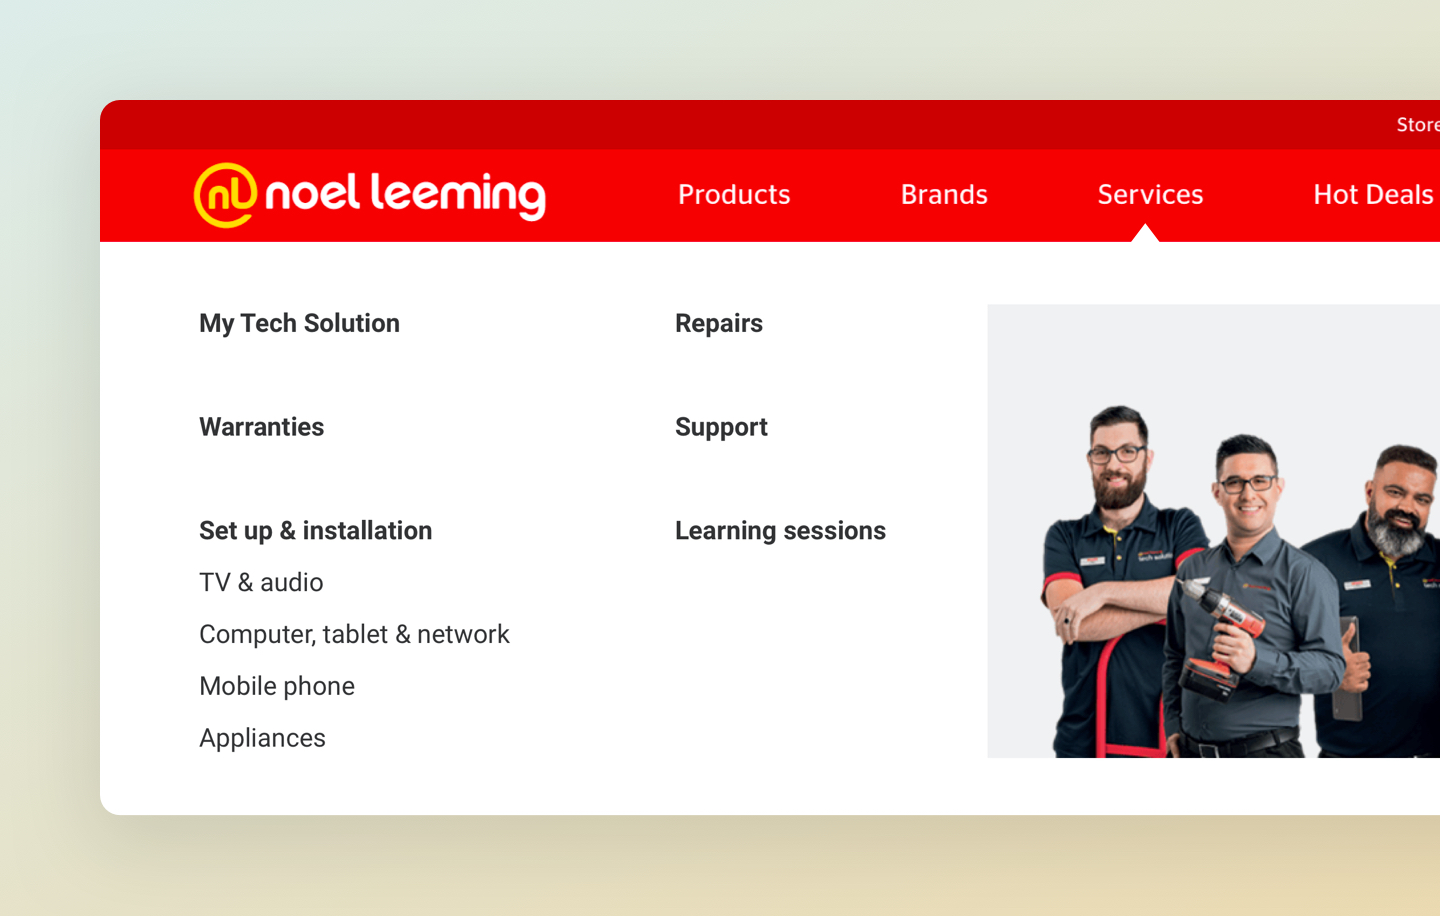 Store
nl noel leeming
Products
Brands
Services
Hot Deals
My Tech Solution
Warranties
Set up & installation
TV & audio
Computer, tablet & network
Mobile phone
Appliances
Repairs
Support
Learning sessions